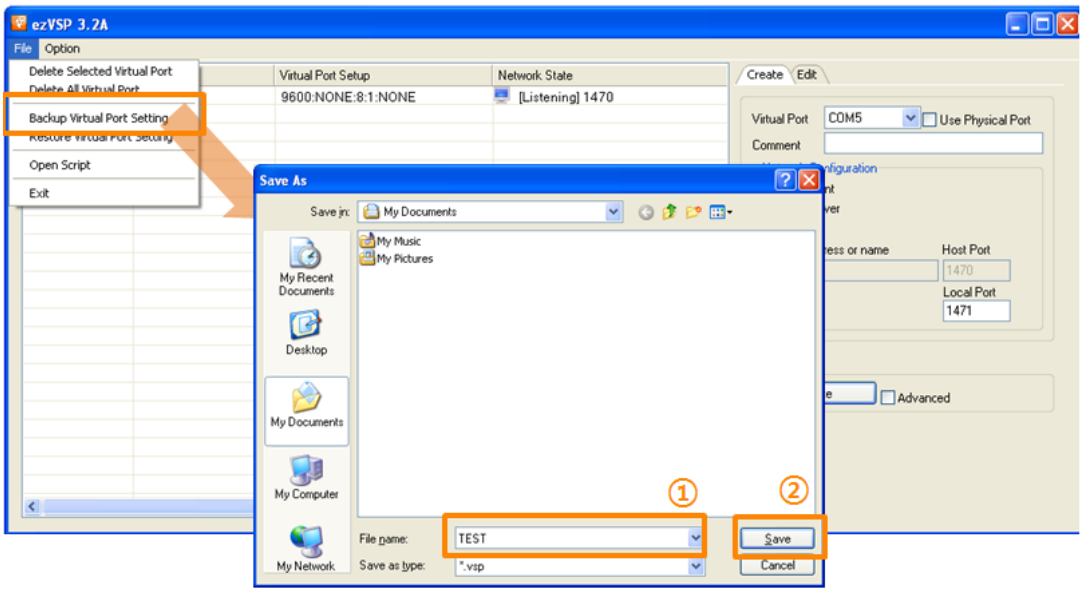 ezVSP 3.2A
File Option
Delete Selected Virtual Port
Delete All Virtual Port
Backup Virtual Port Setting
Restore Virtual Port Setting
Open Script
Exit
Virtual Port Setup Network State
9600:NONE:8:1:NONE [Listening] 1470
Create Edit
Virtual Port COM5 Use Physical Port
Comment
Host Port
1470
Local Port
1471
Advanced
Save As
Save in: My Documents
My Music
My Pictures
My Recent
Documents
Desktop
My Documents
My Computer
My Network
① ②
File name: TEST Save
Save as type: *.vsp Cancel